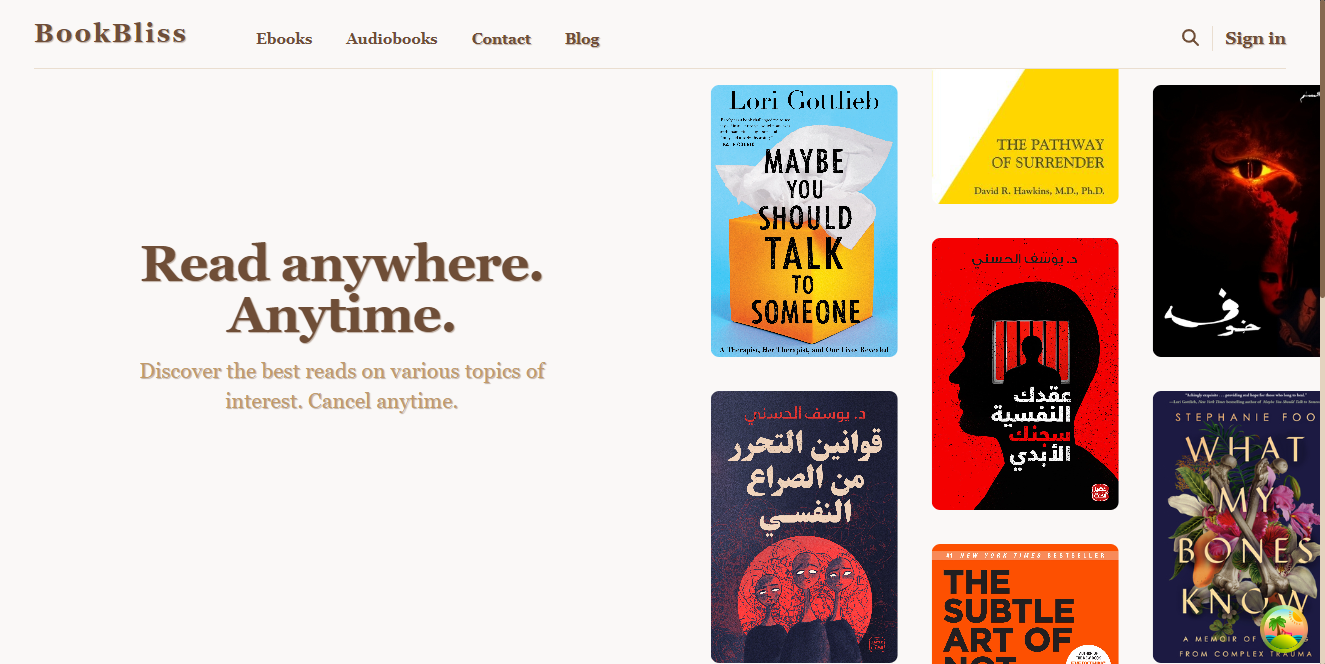 BookBliss
Ebooks
Audiobooks
Contact
Blog
Sign in
Read anywhere.
Anytime.
Discover the best reads on various topics of
interest. Cancel anytime.
Lori Gottlieb
MAYBE
YOU
SHOULD
TALK
TO
SOMEONE
A Therapist, Her Therapist, and Our Lives Revealed
د. يوسف الحسني
قوانين التحرر
من الصراع
النفسي
THE PATHWAY
OF SURRENDER
David R. Hawkins, M.D., Ph.D.
د. يوسف الحسني
عقدك
النفسية
سجنك
الأبدي
#1 NEW YORK TIMES BESTSELLER
THE
SUBTLE
ART OF
NOT
خوف
STEPHANIE FOO
WHAT
MY
BONES
KNOW
A MEMOIR OF
FROM COMPLEX TRAUMA